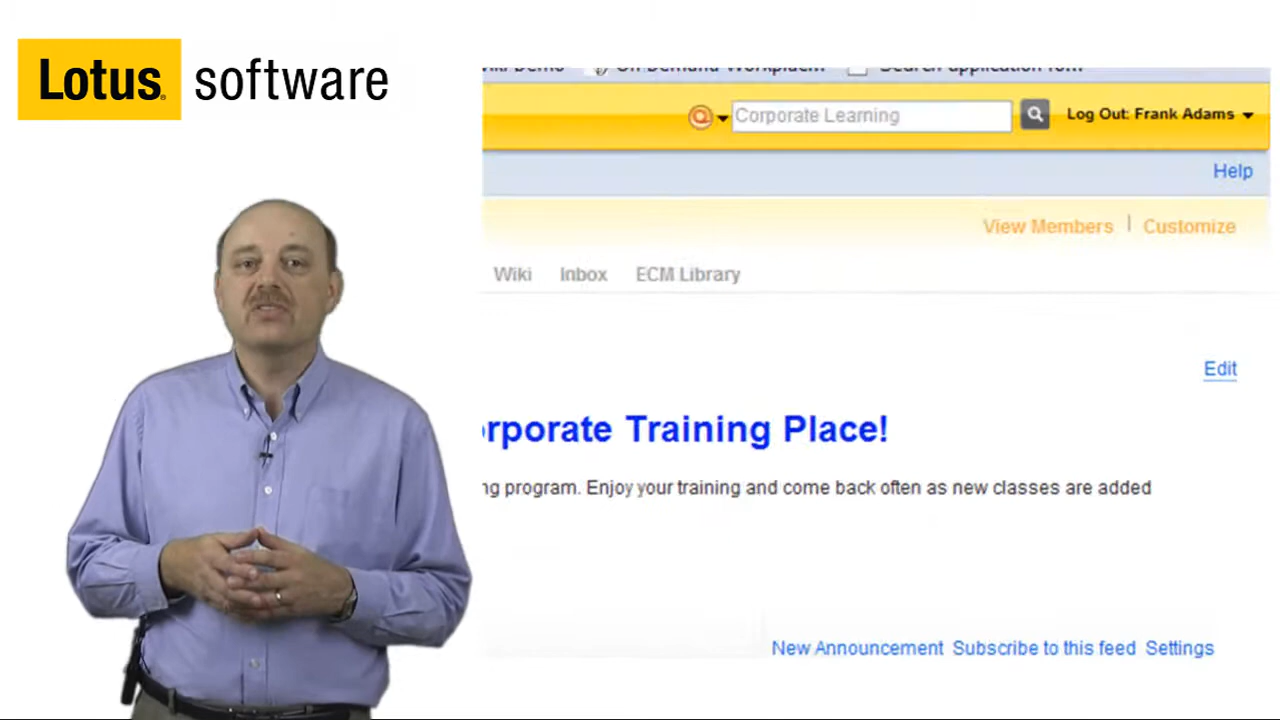 Lotus® software
Corporate Learning
Log Out: Frank Adams
Help
View Members | Customize
Wiki Inbox ECM Library
Edit
orporate Training Place!
ng program. Enjoy your training and come back often as new classes are added
New Announcement Subscribe to this feed Settings